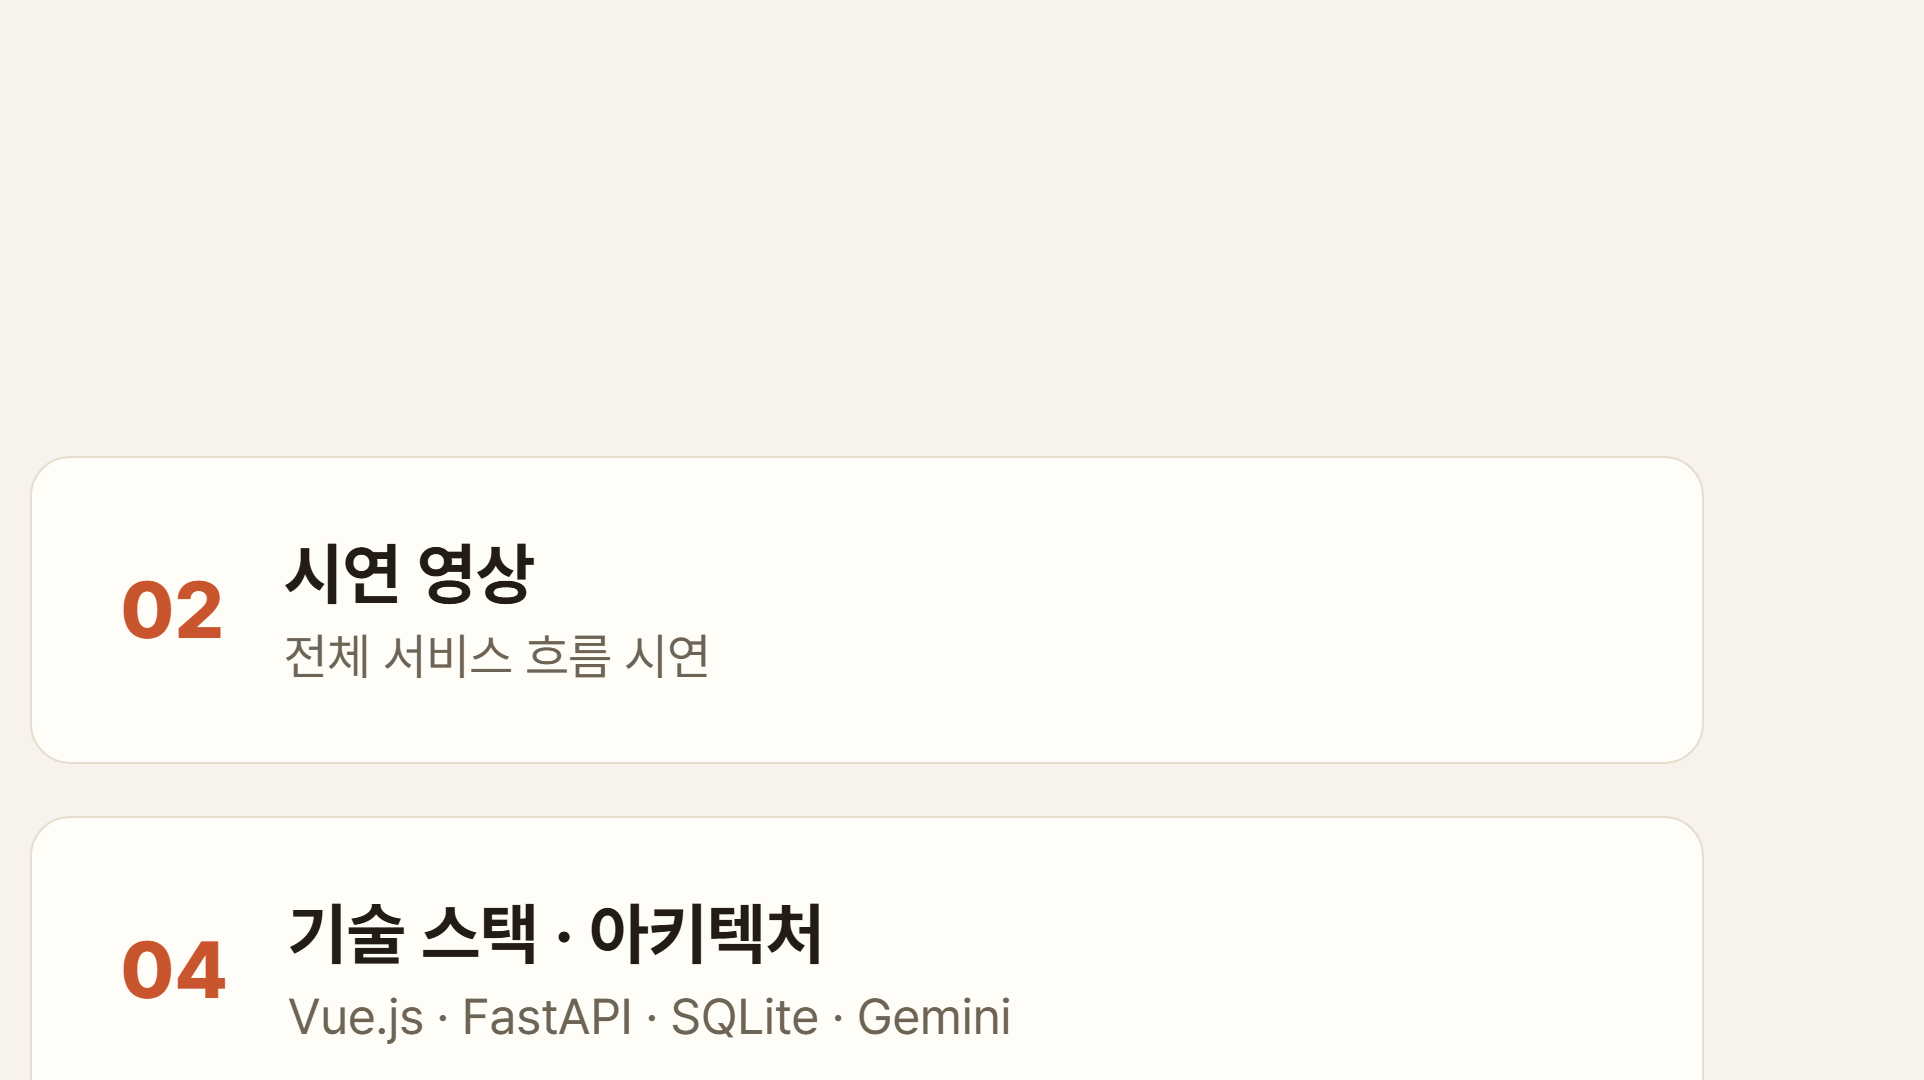 02
시연 영상
전체 서비스 흐름 시연
04
기술 스택 · 아키텍처
Vue.js · FastAPI · SQLite · Gemini